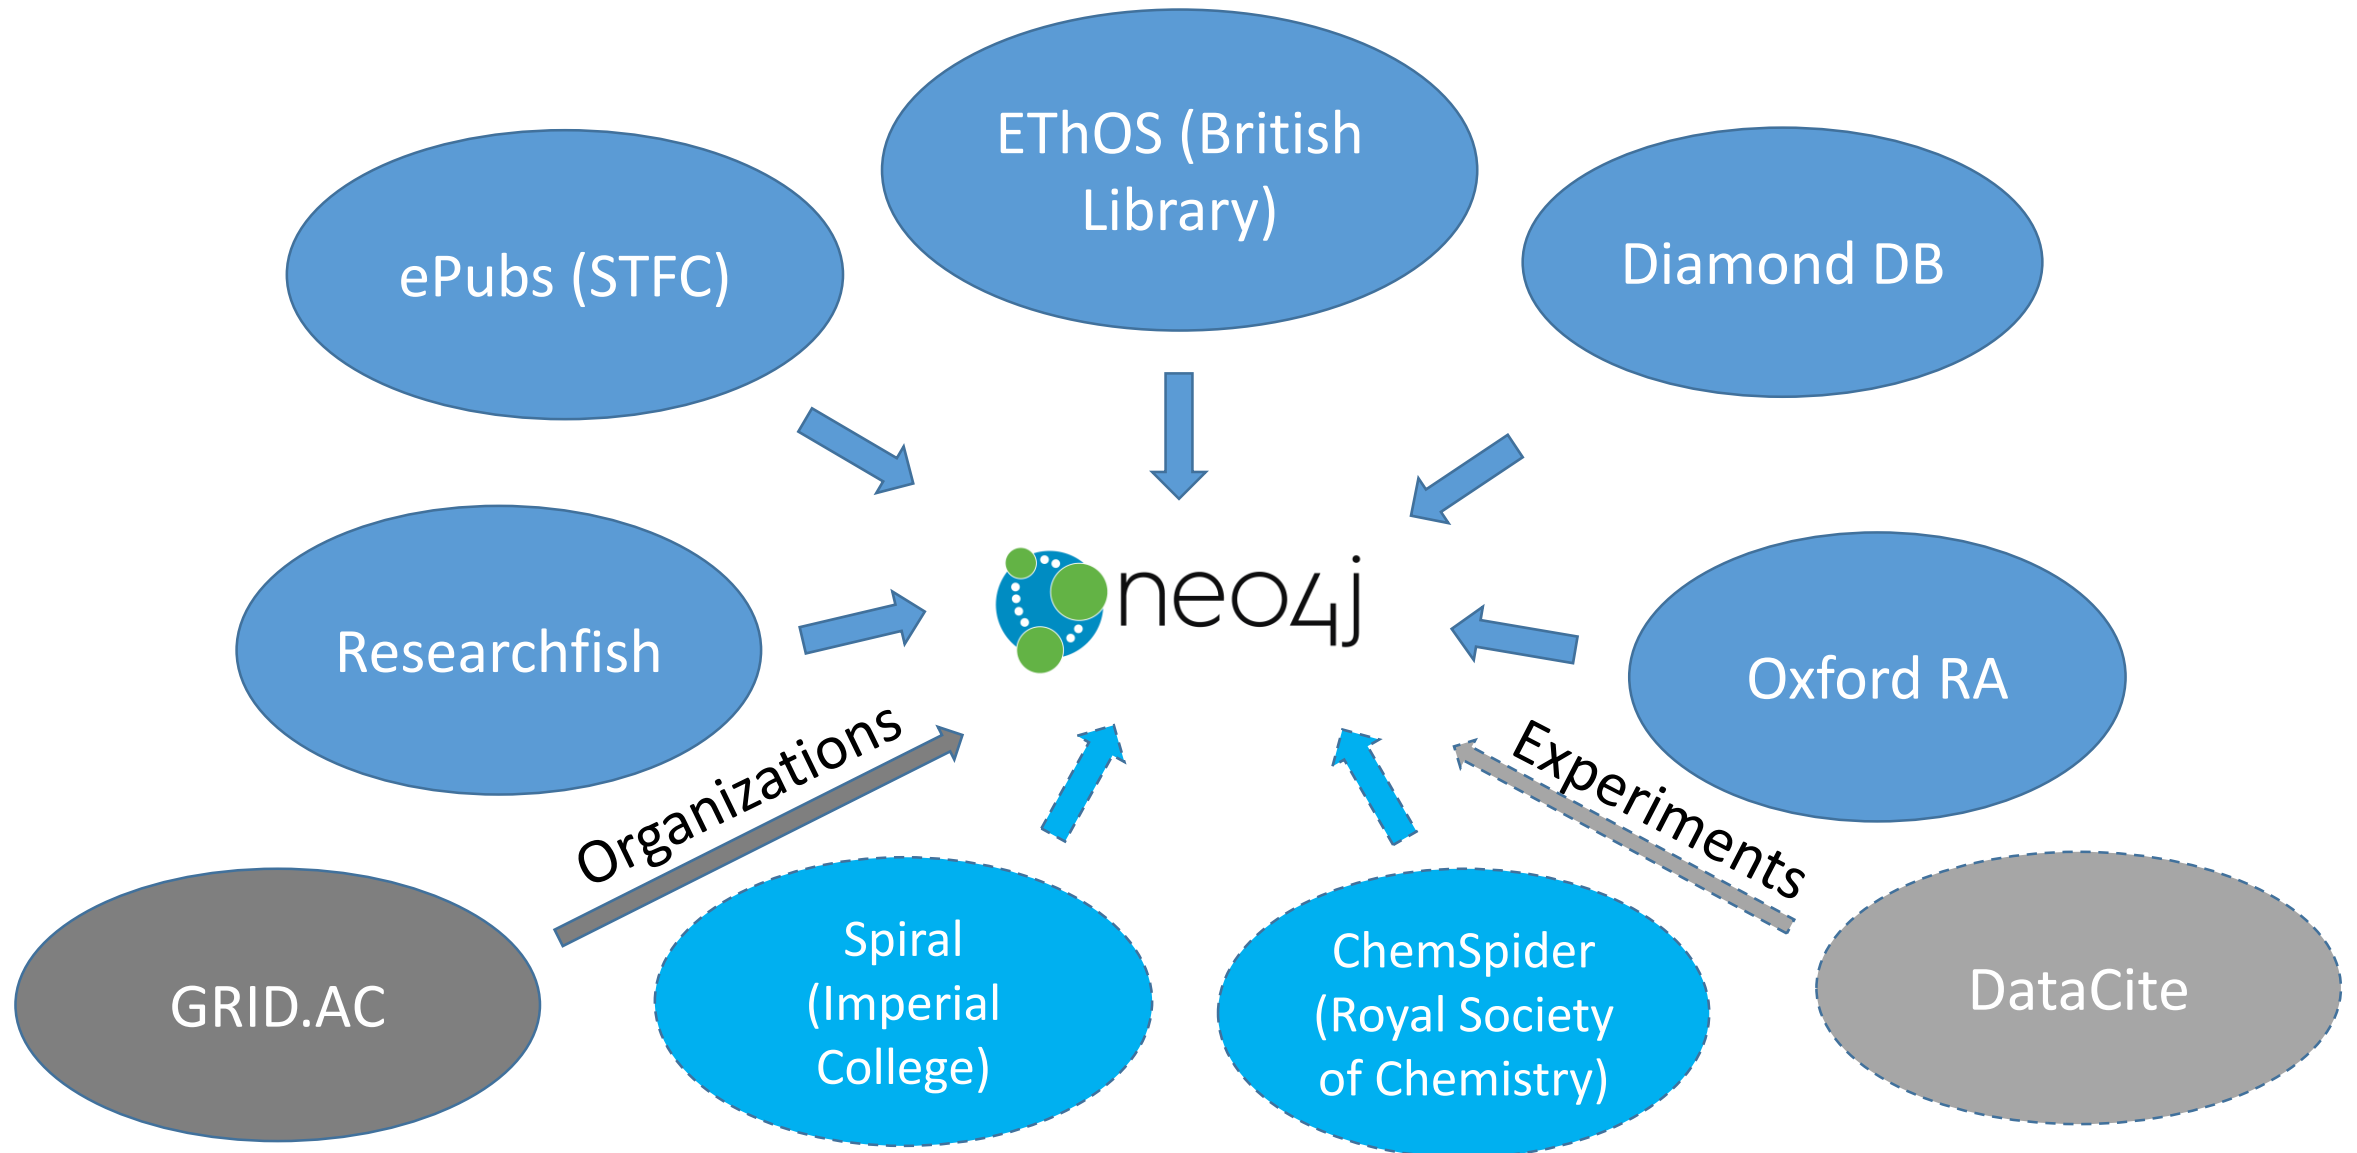 EThOS (British
Library)
ePubs (STFC)
Diamond DB
neo4j
Researchfish
Oxford RA
Organizations
Experiments
GRID.AC
Spiral
(Imperial
College)
ChemSpider
(Royal Society
of Chemistry)
DataCite